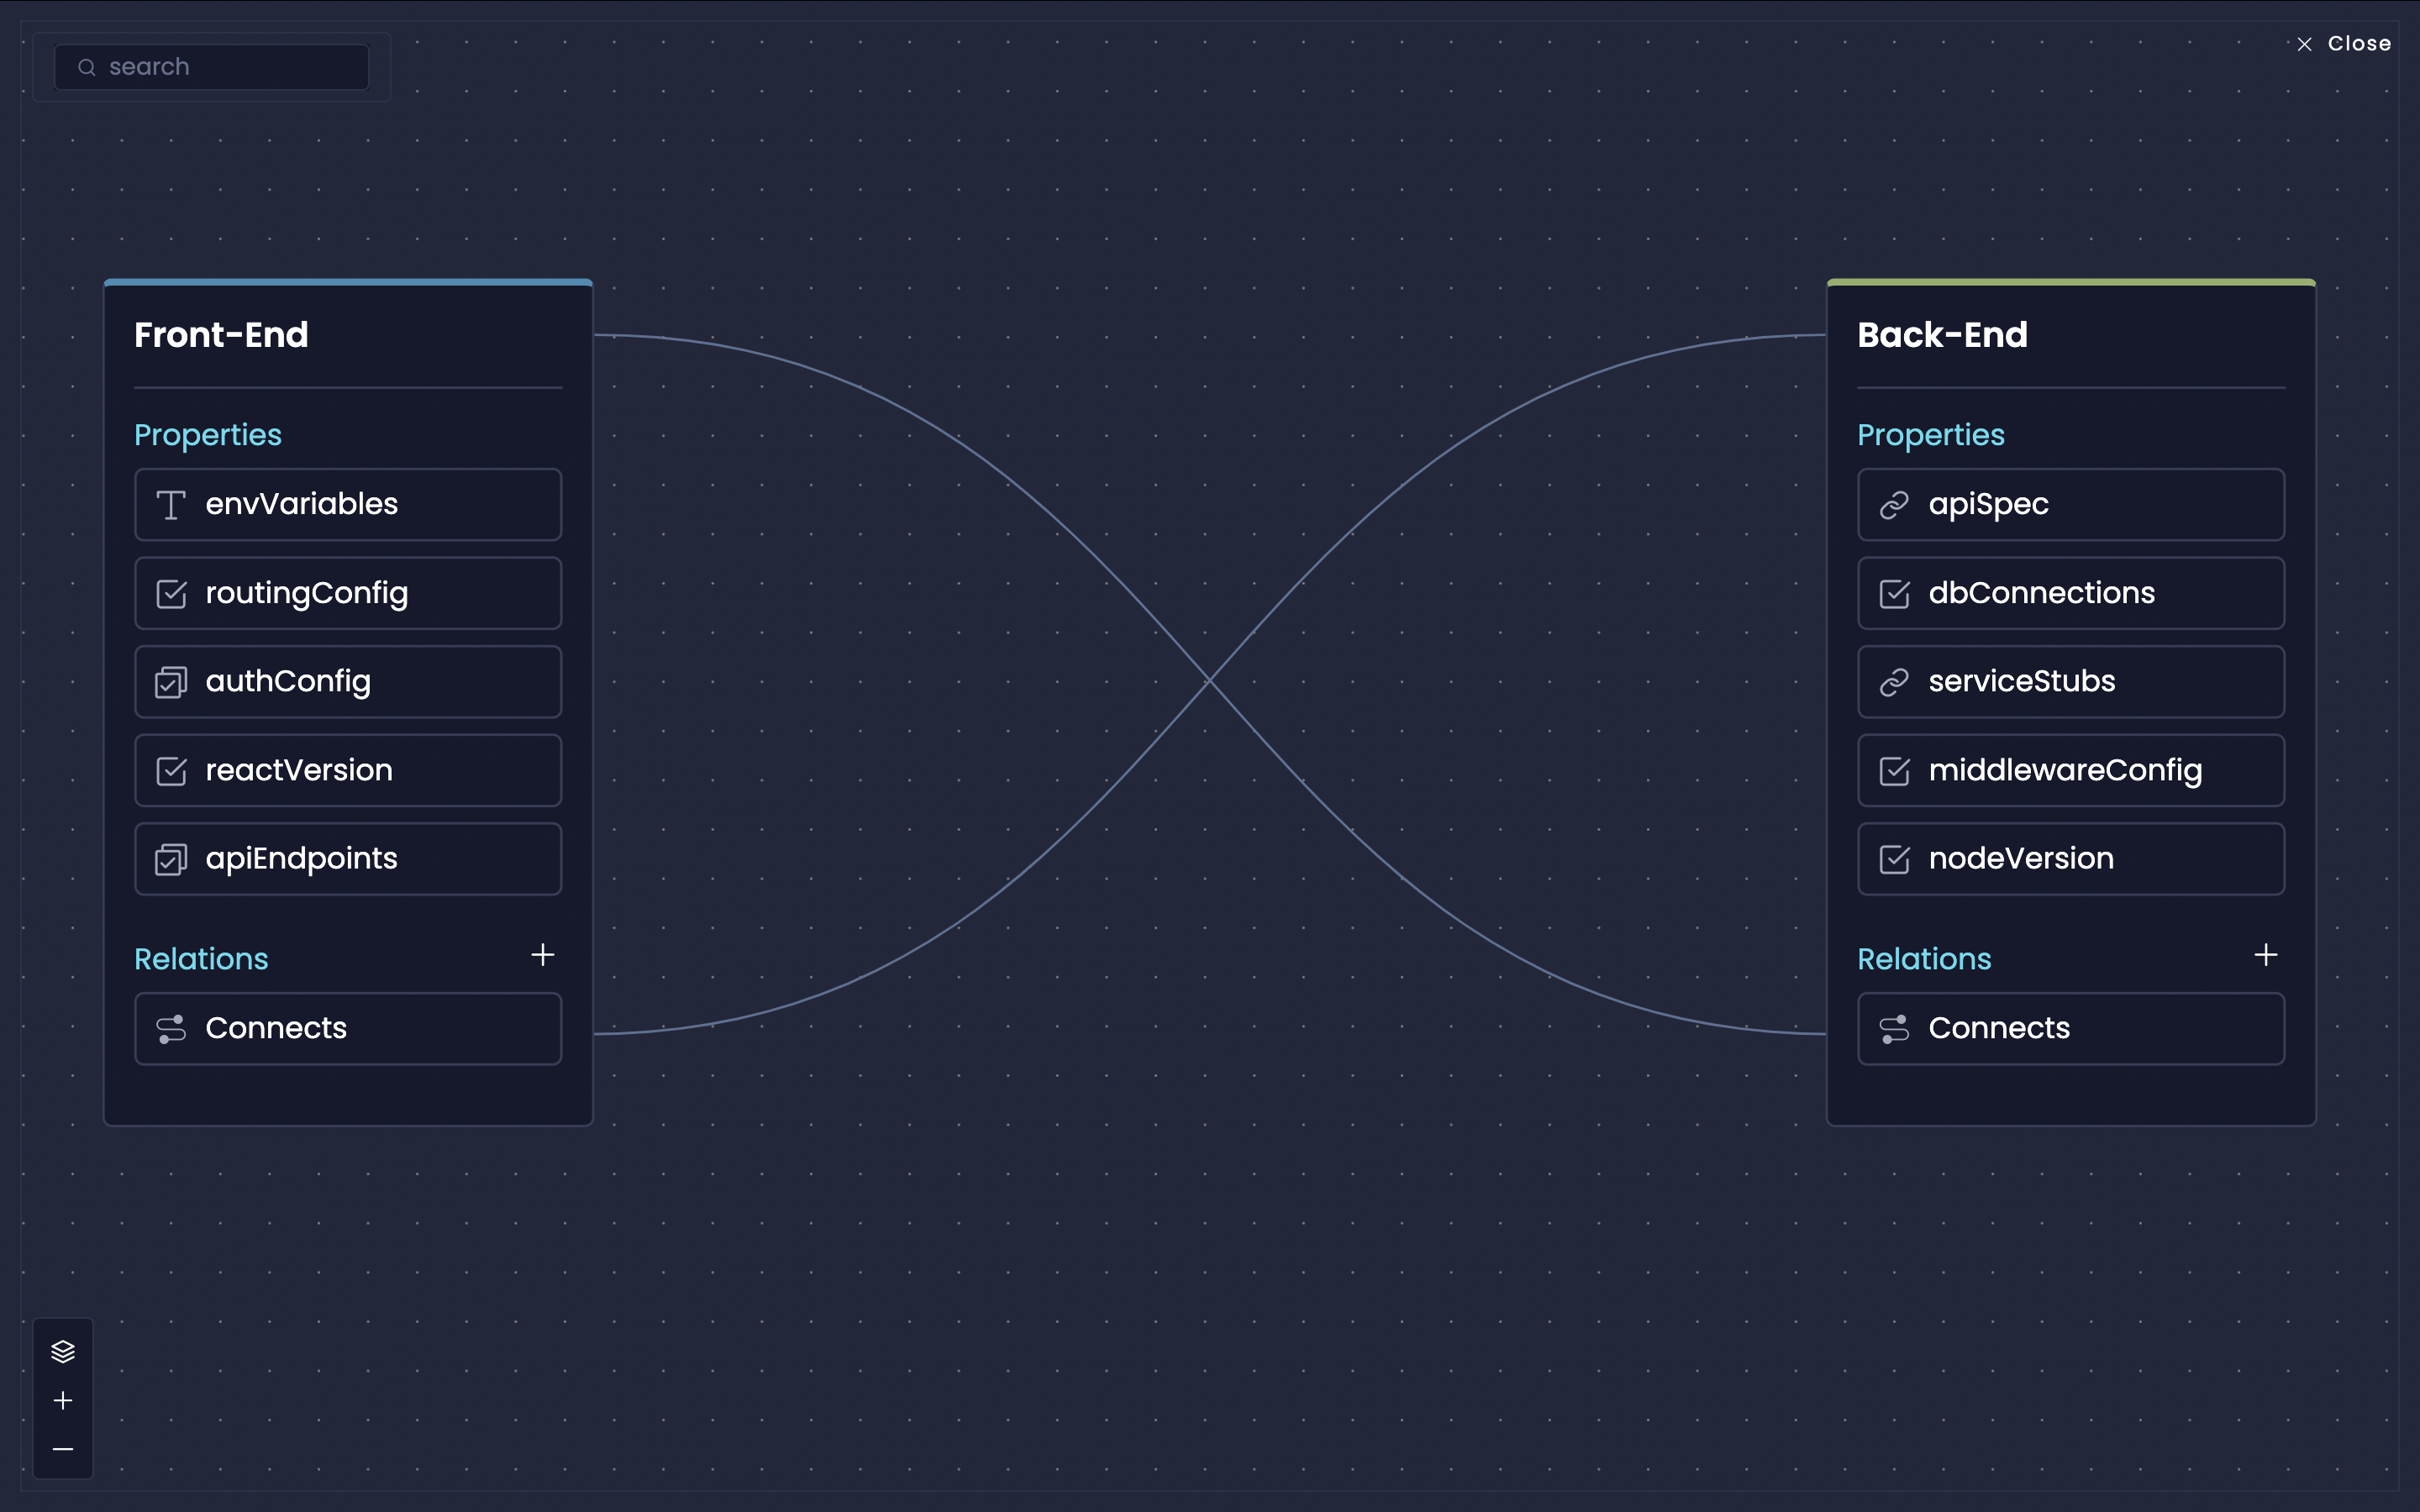 search
Close
Front-End
Properties
envVariables
routingConfig
authConfig
reactVersion
apiEndpoints
Relations
Connects
Back-End
Properties
apiSpec
dbConnections
serviceStubs
middlewareConfig
nodeVersion
Relations
Connects